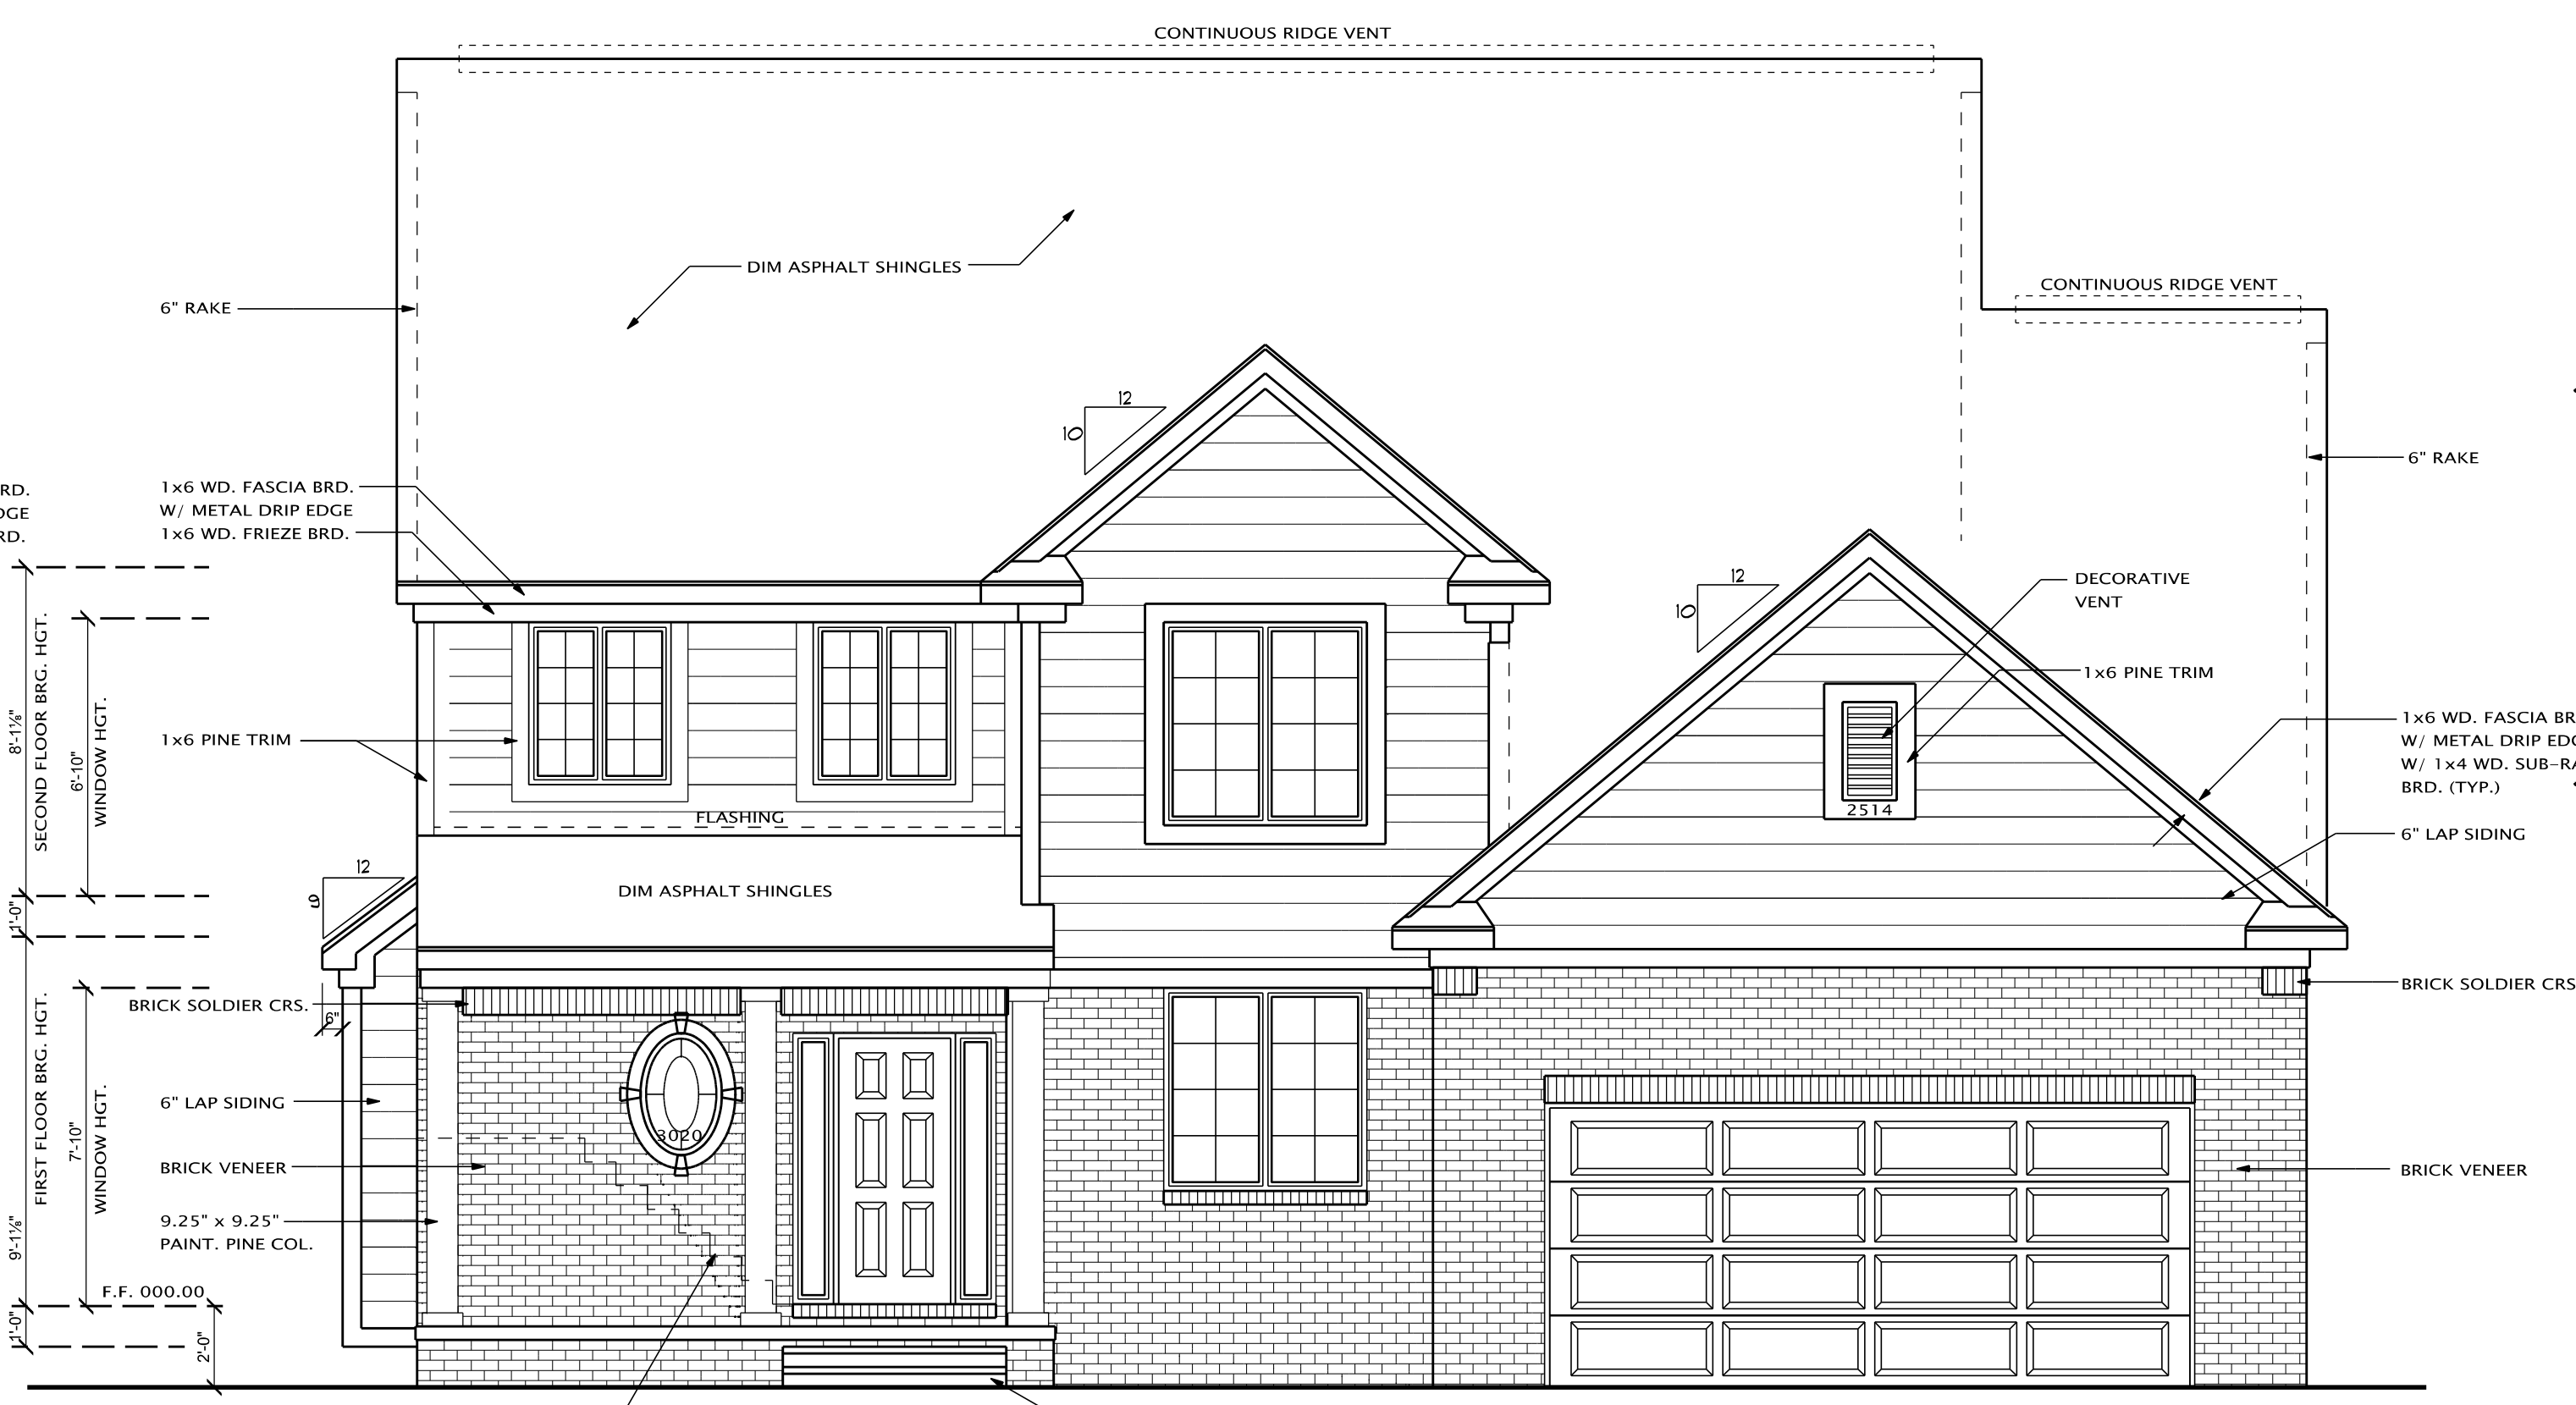 CONTINUOUS RIDGE VENT
DIM ASPHALT SHINGLES
CONTINUOUS RIDGE VENT
6" RAKE
12
10
6" RAKE
RD.
DGE
RD.
1x6 WD. FASCIA BRD.
W/ METAL DRIP EDGE
1x6 WD. FRIEZE BRD.
12
10
DECORATIVE
VENT
1x6 PINE TRIM
2514
1x6 WD. FASCIA BR
W/ METAL DRIP EDG
W/ 1x4 WD. SUB-RA
BRD. (TYP.)
6" LAP SIDING
8'-1⅛"
SECOND FLOOR BRG. HGT.
6'-10"
WINDOW HGT.
1x6 PINE TRIM
FLASHING
DIM ASPHALT SHINGLES
12
9
1'-0"
BRICK SOLDIER CRS.
6"
BRICK SOLDIER CRS
9'-1⅛"
FIRST FLOOR BRG. HGT.
7'-10"
WINDOW HGT.
6" LAP SIDING
3020
BRICK VENEER
BRICK VENEER
9.25" x 9.25"
PAINT. PINE COL.
F.F. 000.00
1'-0"
2'-0"